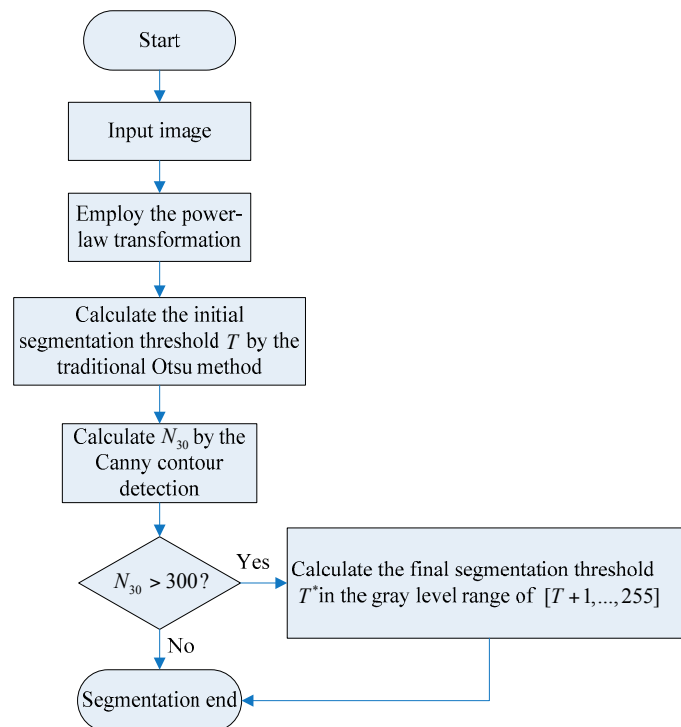 Start
Input image
Employ the power-
law transformation
Calculate the initial
segmentation threshold T by the
traditional Otsu method
Calculate N₃₀ by the
Canny contour
detection
N₃₀ > 300?
Yes
Calculate the final segmentation threshold
T* in the gray level range of [T+1,...,255]
No
Segmentation end